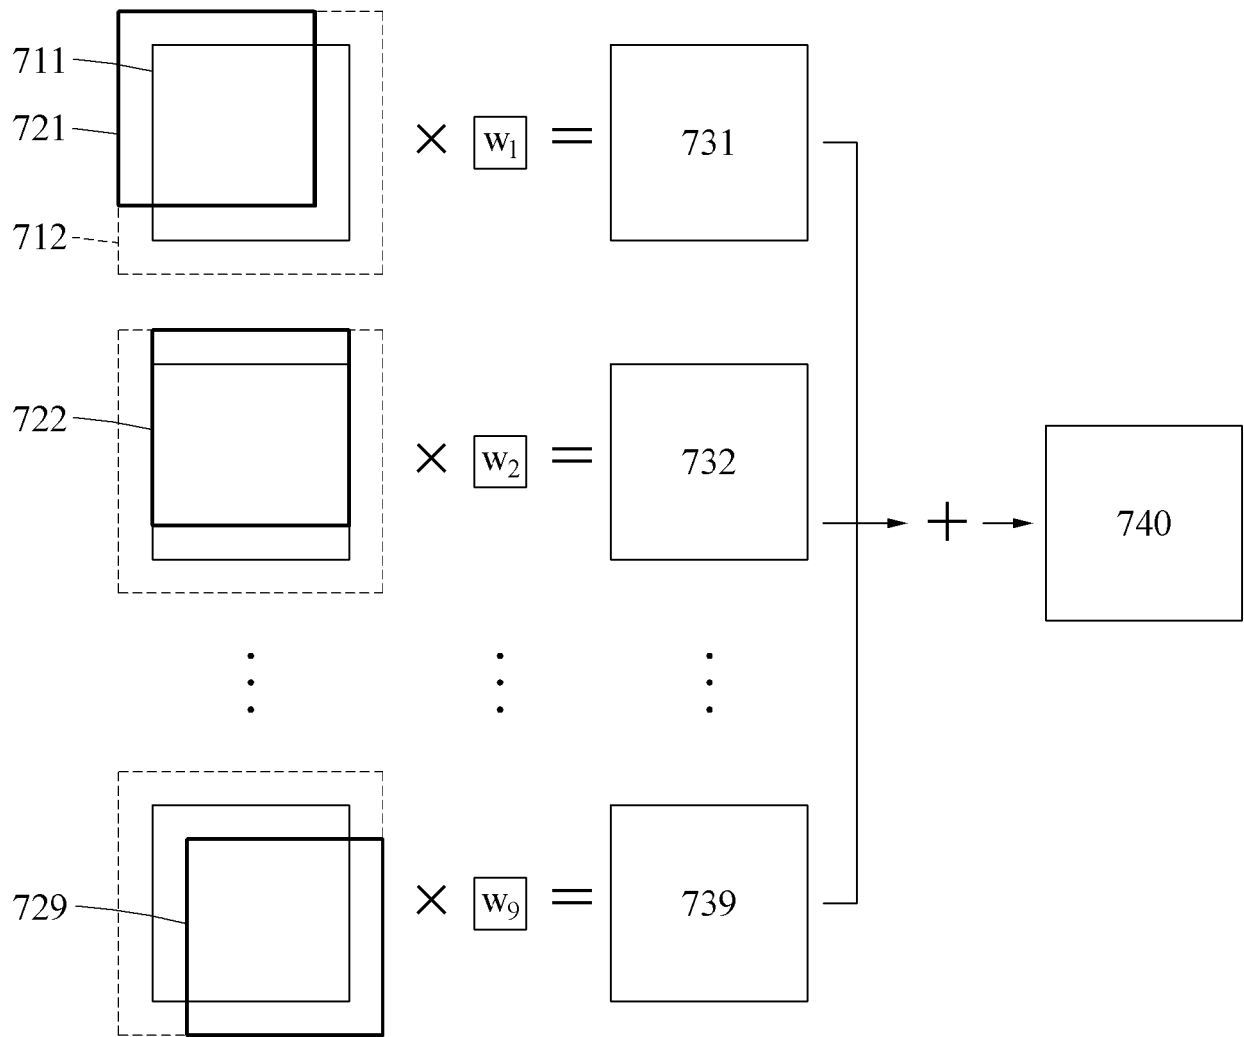 711
721
712
× w₁ = 731
722
× w₂ = 732
+ 740
729
× w₉ = 739